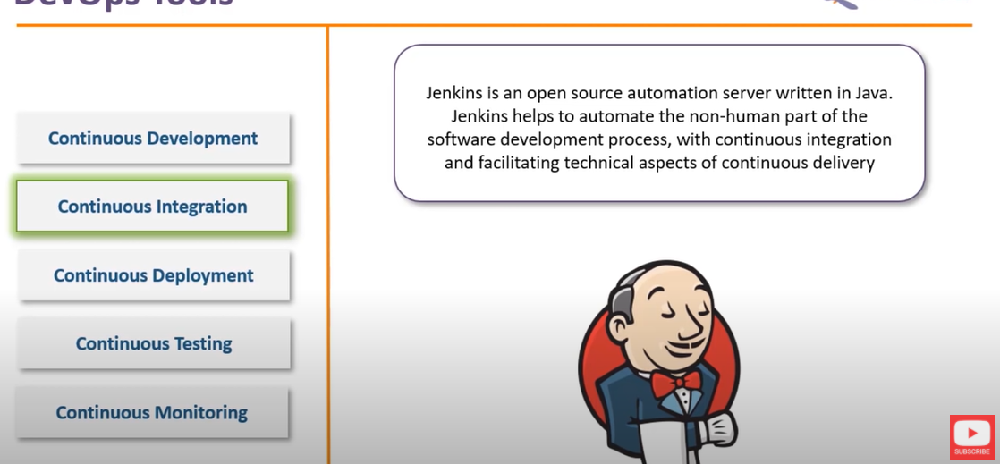 DevOps Tools
Continuous Development
Continuous Integration
Continuous Deployment
Continuous Testing
Continuous Monitoring
Jenkins is an open source automation server written in Java.
Jenkins helps to automate the non-human part of the
software development process, with continuous integration
and facilitating technical aspects of continuous delivery
SUBSCRIBE